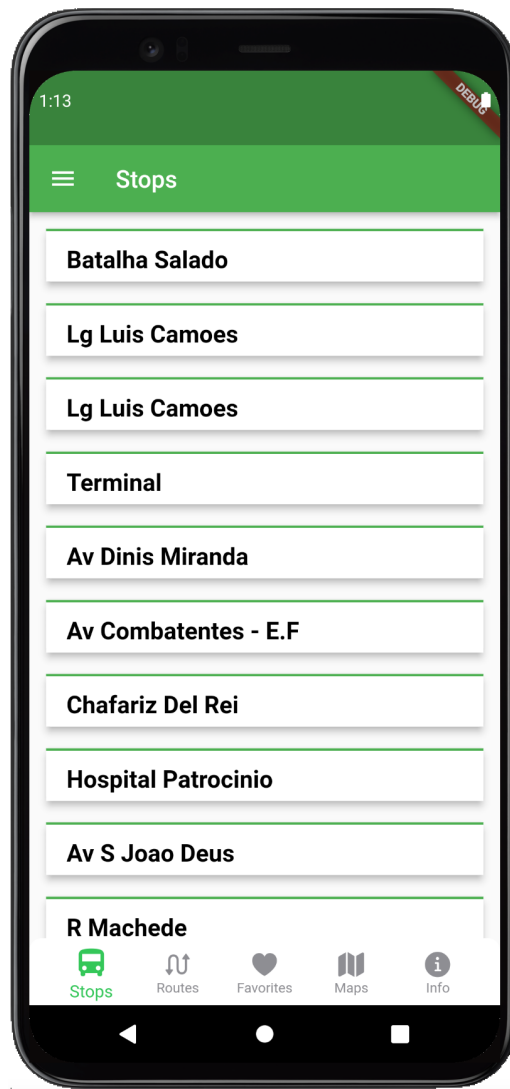 1:13
DEBUG
Stops
Batalha Salado
Lg Luis Camoes
Lg Luis Camoes
Terminal
Av Dinis Miranda
Av Combatentes - E.F
Chafariz Del Rei
Hospital Patrocinio
Av S Joao Deus
R Machede
Stops Routes Favorites Maps Info